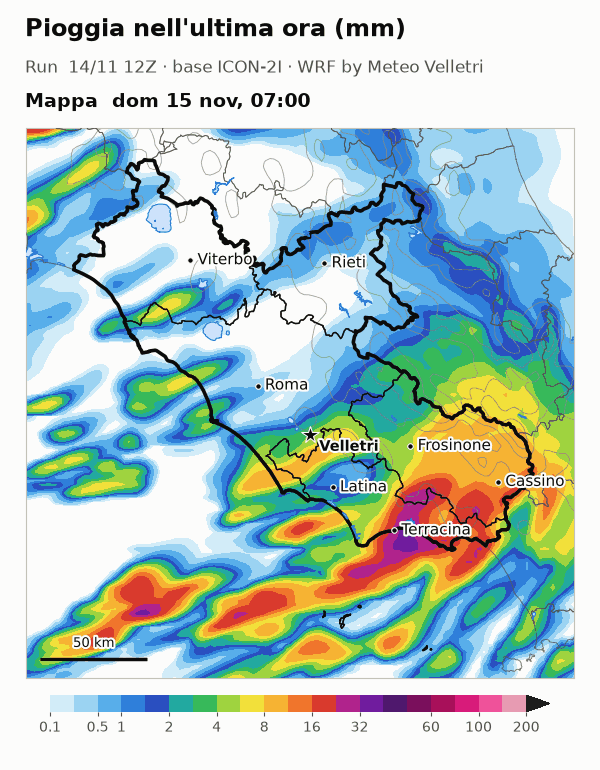 Pioggia nell'ultima ora (mm)
Run  14/11 12Z · base ICON-2I · WRF by Meteo Velletri
Mappa  dom 15 nov, 07:00
Viterbo
Rieti
Roma
Velletri
Frosinone
Latina
Cassino
Terracina
50 km
0.1 0.5 1 2 4 8 16 32 60 100 200